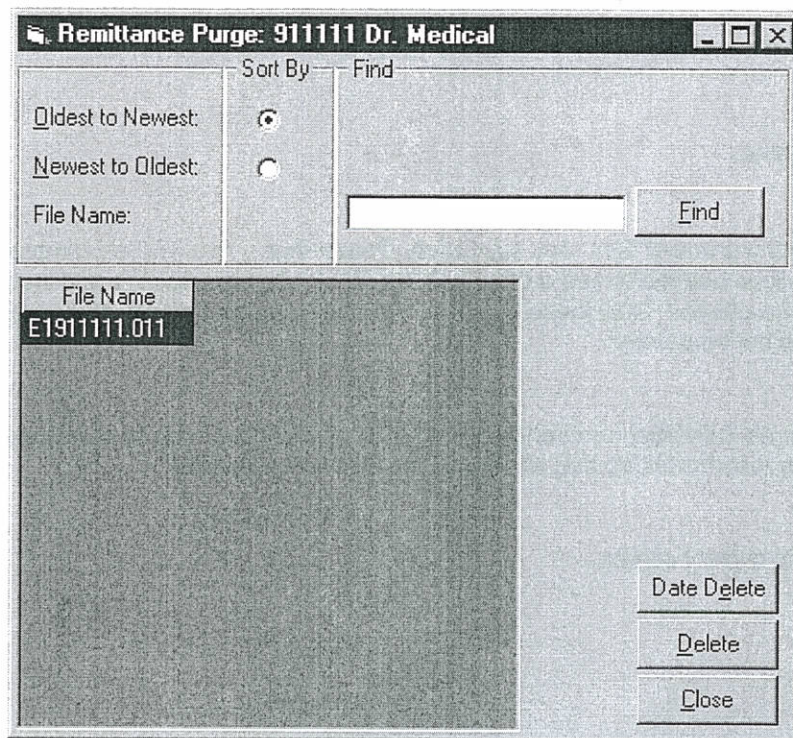 Remittance Purge: 911111 Dr. Medical
Sort By Find
Oldest to Newest:
Newest to Oldest:
File Name:
Find
File Name
E1911111.011
Date Delete
Delete
Close